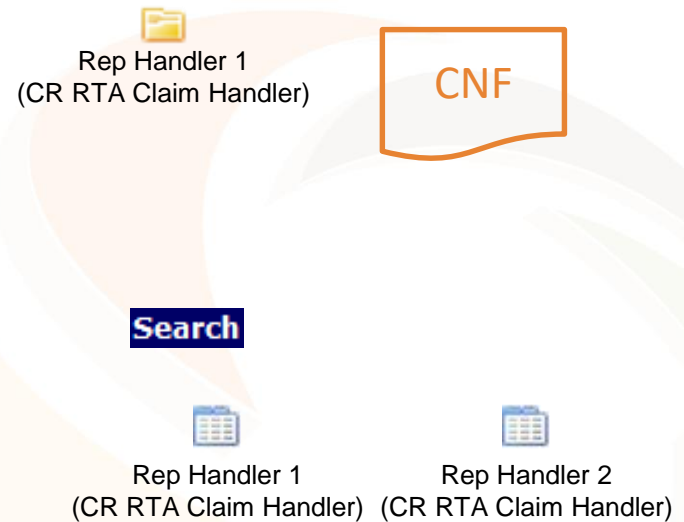 Rep Handler 1
(CR RTA Claim Handler)
CNF
Search
Rep Handler 1
(CR RTA Claim Handler)
Rep Handler 2
(CR RTA Claim Handler)